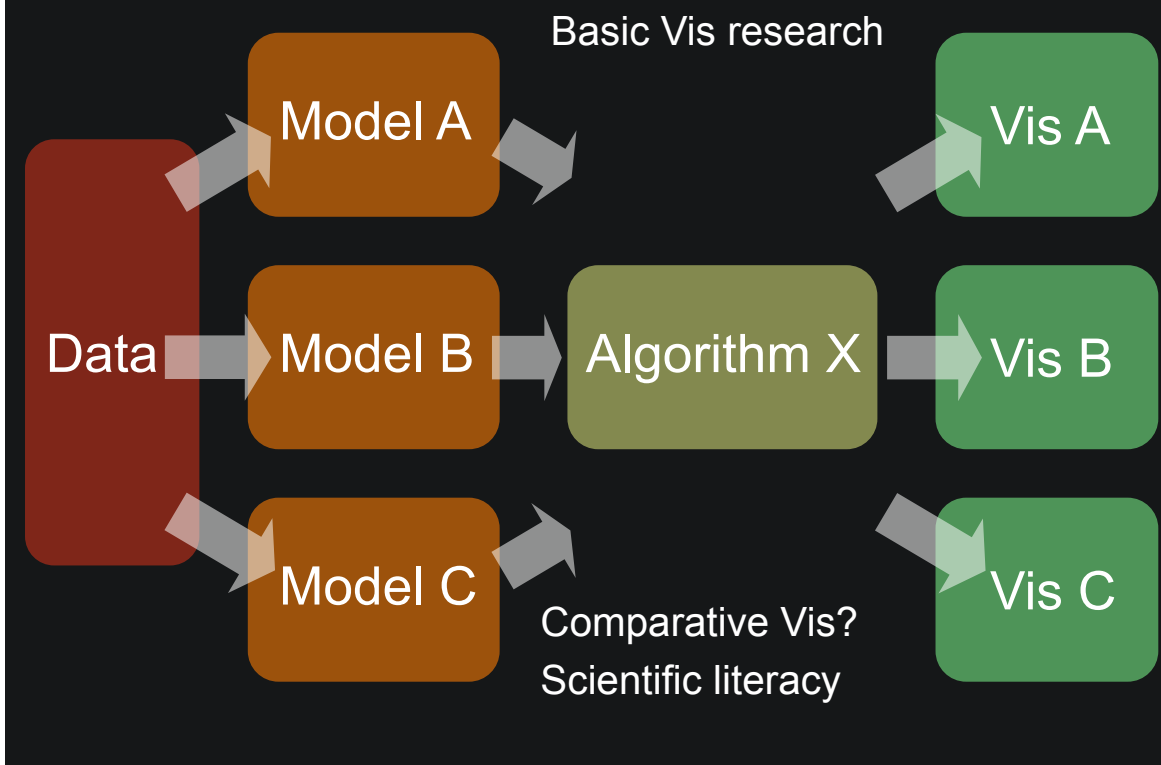 Basic Vis research
Model A
Vis A
Data
Model B
Algorithm X
Vis B
Model C
Vis C
Comparative Vis?
Scientific literacy